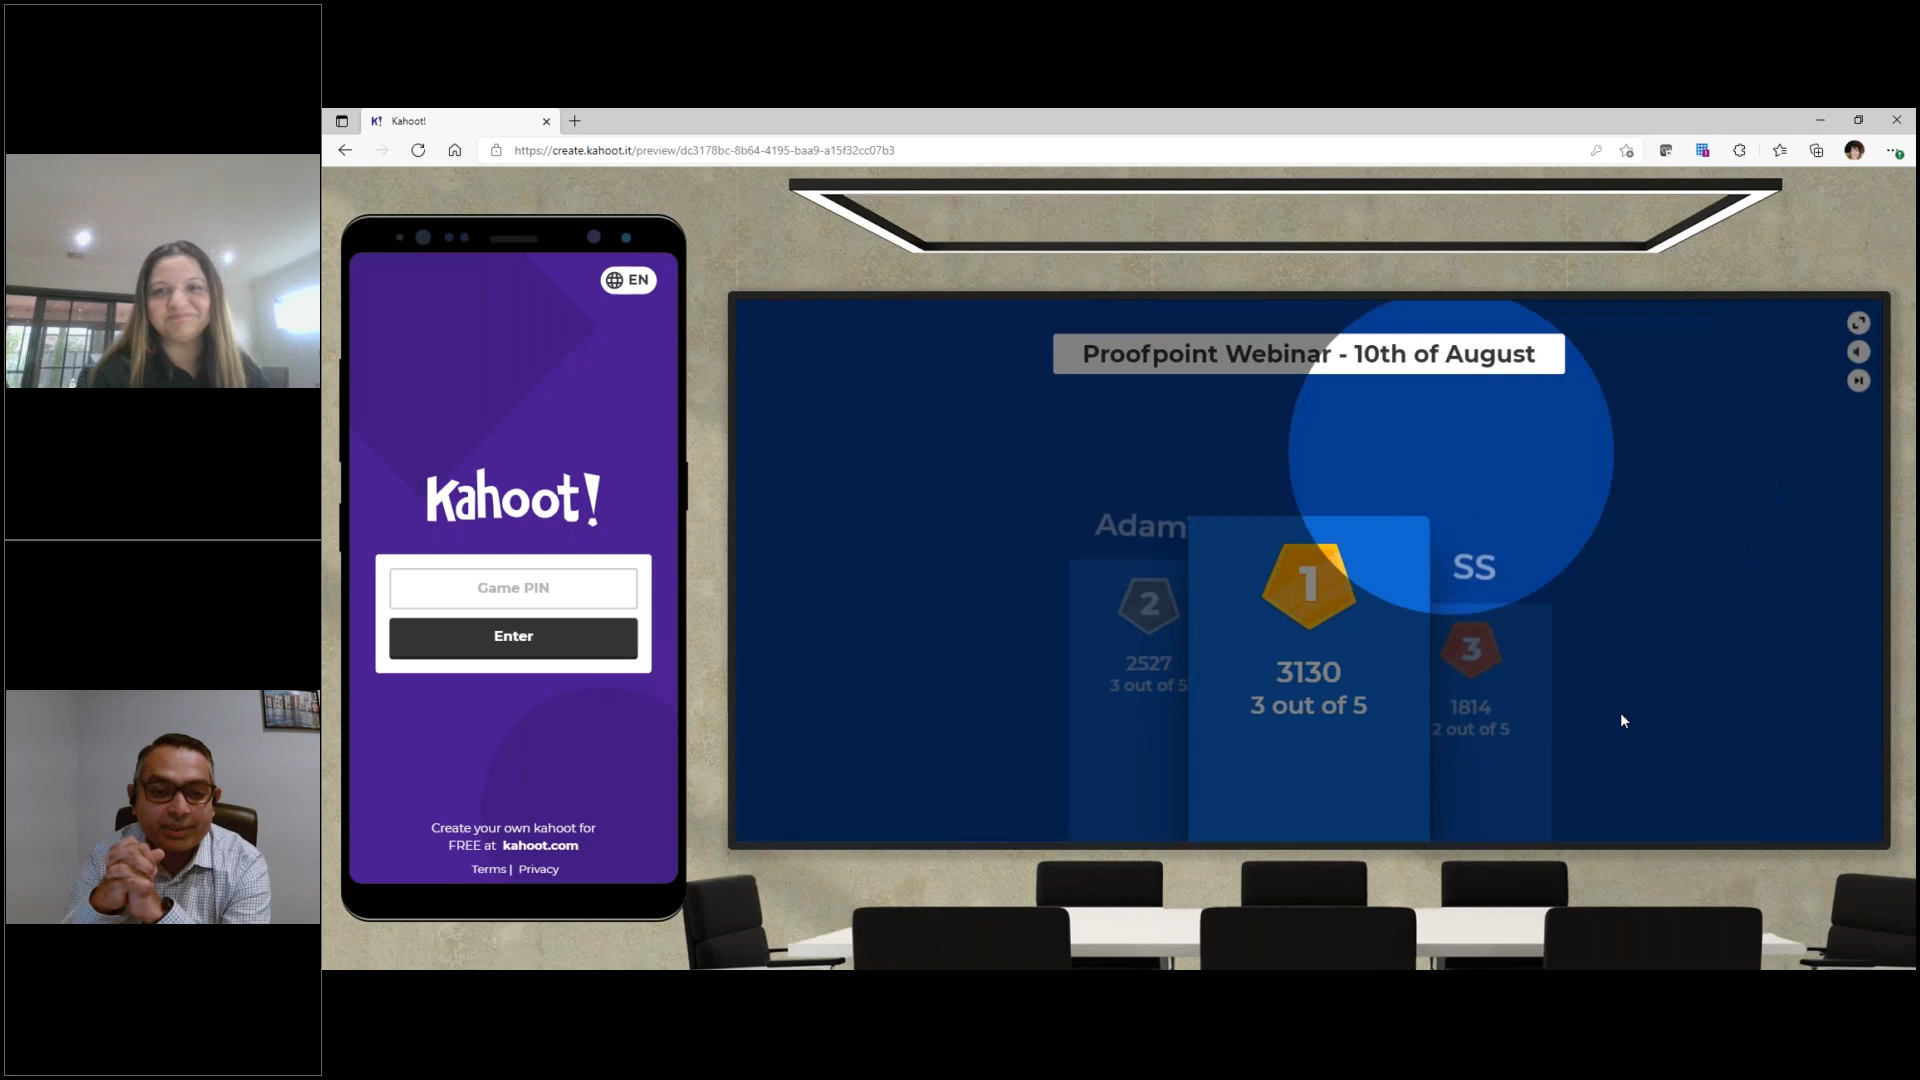 Kahoot!
https://create.kahoot.it/preview/dc3178bc-8b64-4195-baa9-a15f32cc07b3
EN
Kahoot!
Game PIN
Enter
Create your own kahoot for
FREE at kahoot.com
Terms | Privacy
Proofpoint Webinar - 10th of August
Adam
2
2527
3 out of 5
1
3130
3 out of 5
SS
3
1814
2 out of 5